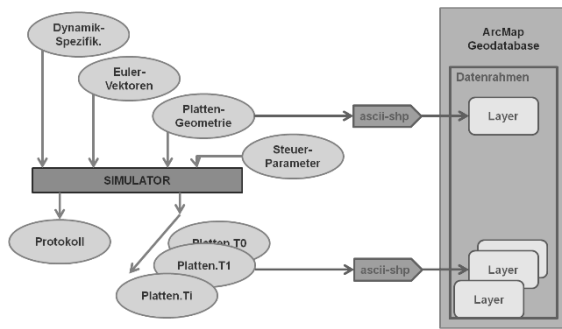 Dynamik-
Spezifik.
Euler-
Vektoren
Platten-
Geometrie
Steuer-
Parameter
SIMULATOR
Protokoll
Platten.T0
Platten.T1
Platten.Ti
ascii-shp
ascii-shp
ArcMap
Geodatabase
Datenrahmen
Layer
Layer
Layer